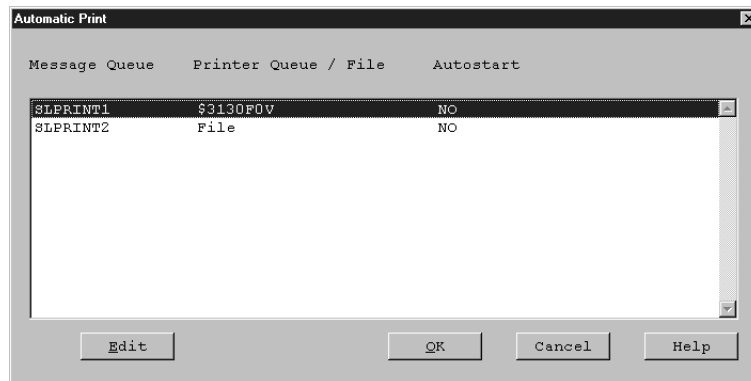 Automatic Print
Message Queue Printer Queue / File Autostart
SLPRINT1 $3130F0V NO
SLPRINT2 File NO
Edit OK Cancel Help